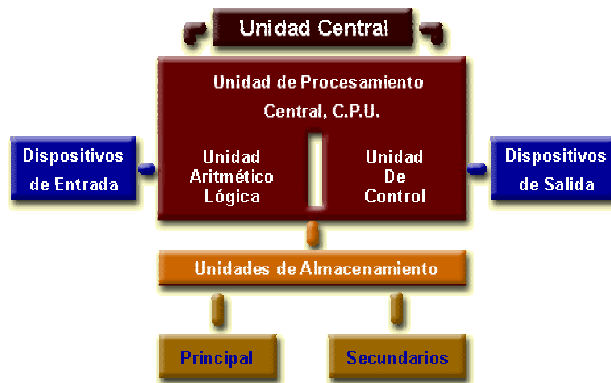 Unidad Central
Unidad de Procesamiento
Central, C.P.U.
Dispositivos
de Entrada
Unidad
Aritmético
Lógica
Unidad
De
Control
Dispositivos
de Salida
Unidades de Almacenamiento
Principal
Secundarios